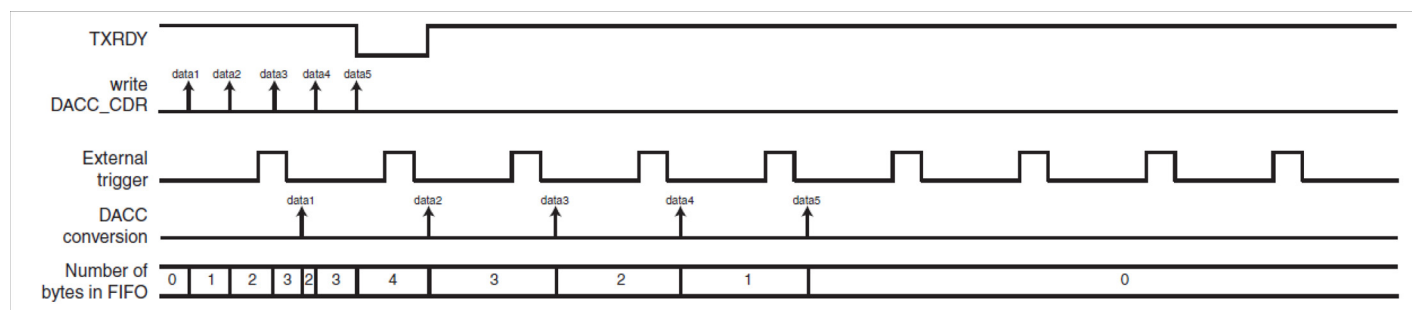 TXRDY
write
DACC_CDR
data1 data2 data3 data4 data5
External
trigger
DACC
conversion
data1 data2 data3 data4 data5
Number of
bytes in FIFO
0 1 2 3 2 3 4 3 2 1 0